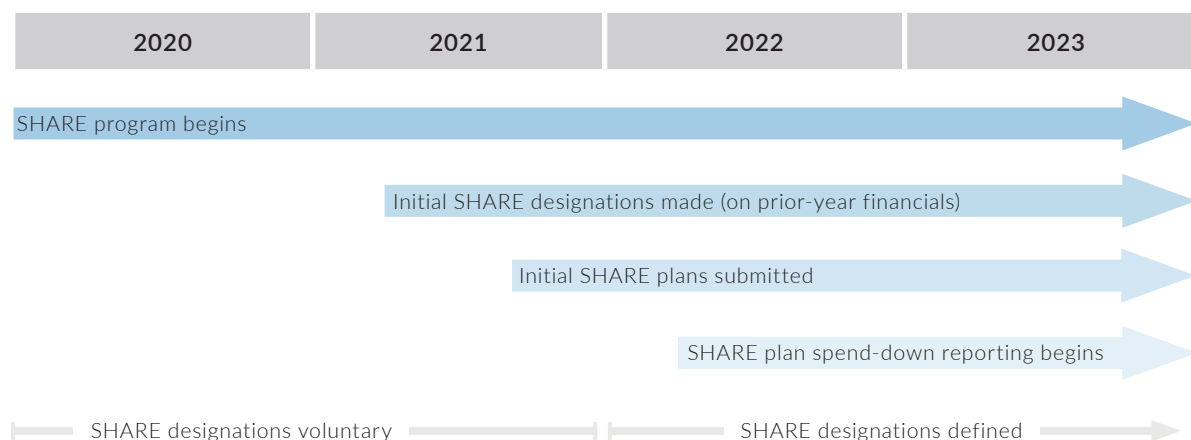 2020 2021 2022 2023
SHARE program begins
Initial SHARE designations made (on prior-year financials)
Initial SHARE plans submitted
SHARE plan spend-down reporting begins
SHARE designations voluntary SHARE designations defined